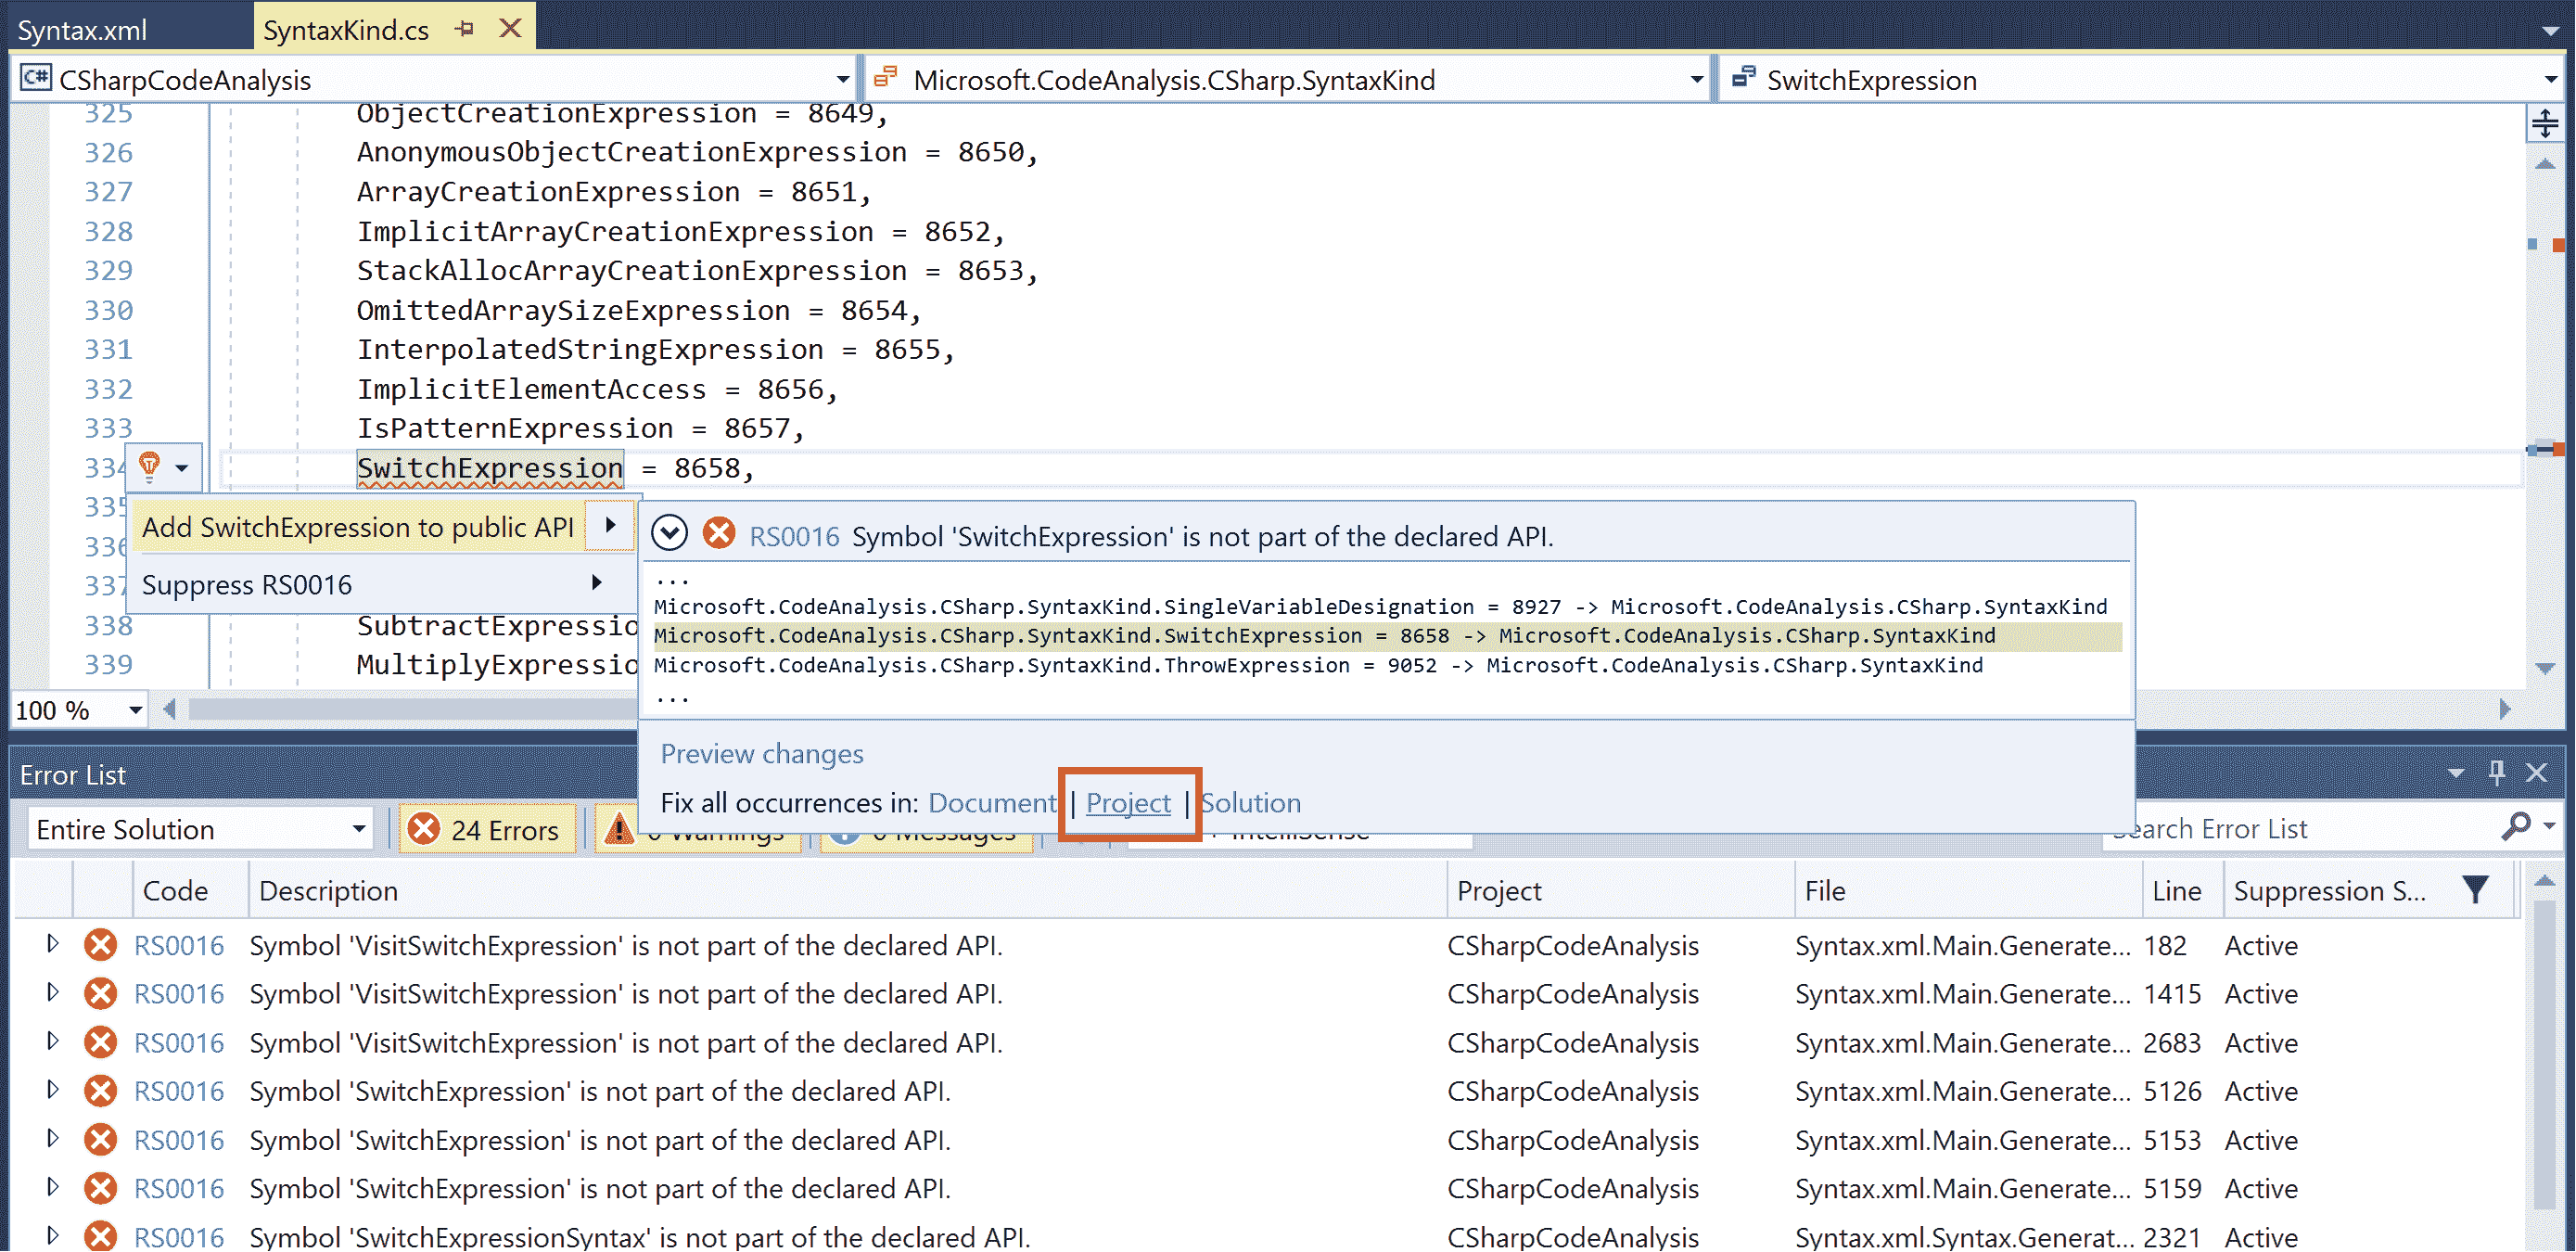 Syntax.xml
SyntaxKind.cs
C# CSharpCodeAnalysis
Microsoft.CodeAnalysis.CSharp.SyntaxKind
SwitchExpression
325 ObjectCreationExpression = 8649,
326 AnonymousObjectCreationExpression = 8650,
327 ArrayCreationExpression = 8651,
328 ImplicitArrayCreationExpression = 8652,
329 StackAllocArrayCreationExpression = 8653,
330 OmittedArraySizeExpression = 8654,
331 InterpolatedStringExpression = 8655,
332 ImplicitElementAccess = 8656,
333 IsPatternExpression = 8657,
334 SwitchExpression = 8658,
335
336
337
338 SubtractExpressio
339 MultiplyExpressio
Add SwitchExpression to public API
Suppress RS0016
RS0016 Symbol 'SwitchExpression' is not part of the declared API.
...
Microsoft.CodeAnalysis.CSharp.SyntaxKind.SingleVariableDesignation = 8927 -> Microsoft.CodeAnalysis.CSharp.SyntaxKind
Microsoft.CodeAnalysis.CSharp.SyntaxKind.SwitchExpression = 8658 -> Microsoft.CodeAnalysis.CSharp.SyntaxKind
Microsoft.CodeAnalysis.CSharp.SyntaxKind.ThrowExpression = 9052 -> Microsoft.CodeAnalysis.CSharp.SyntaxKind
...
Preview changes
Fix all occurrences in: Document | Project | Solution
100 %
Error List
Entire Solution
24 Errors
0 Warnings
0 Messages
IntelliSense
Search Error List
Code Description Project File Line Suppression S...
RS0016 Symbol 'VisitSwitchExpression' is not part of the declared API. CSharpCodeAnalysis Syntax.xml.Main.Generate... 182 Active
RS0016 Symbol 'VisitSwitchExpression' is not part of the declared API. CSharpCodeAnalysis Syntax.xml.Main.Generate... 1415 Active
RS0016 Symbol 'VisitSwitchExpression' is not part of the declared API. CSharpCodeAnalysis Syntax.xml.Main.Generate... 2683 Active
RS0016 Symbol 'SwitchExpression' is not part of the declared API. CSharpCodeAnalysis Syntax.xml.Main.Generate... 5126 Active
RS0016 Symbol 'SwitchExpression' is not part of the declared API. CSharpCodeAnalysis Syntax.xml.Main.Generate... 5153 Active
RS0016 Symbol 'SwitchExpression' is not part of the declared API. CSharpCodeAnalysis Syntax.xml.Main.Generate... 5159 Active
RS0016 Symbol 'SwitchExpressionSyntax' is not part of the declared API. CSharpCodeAnalysis Syntax.xml.Syntax.Generat... 2321 Active